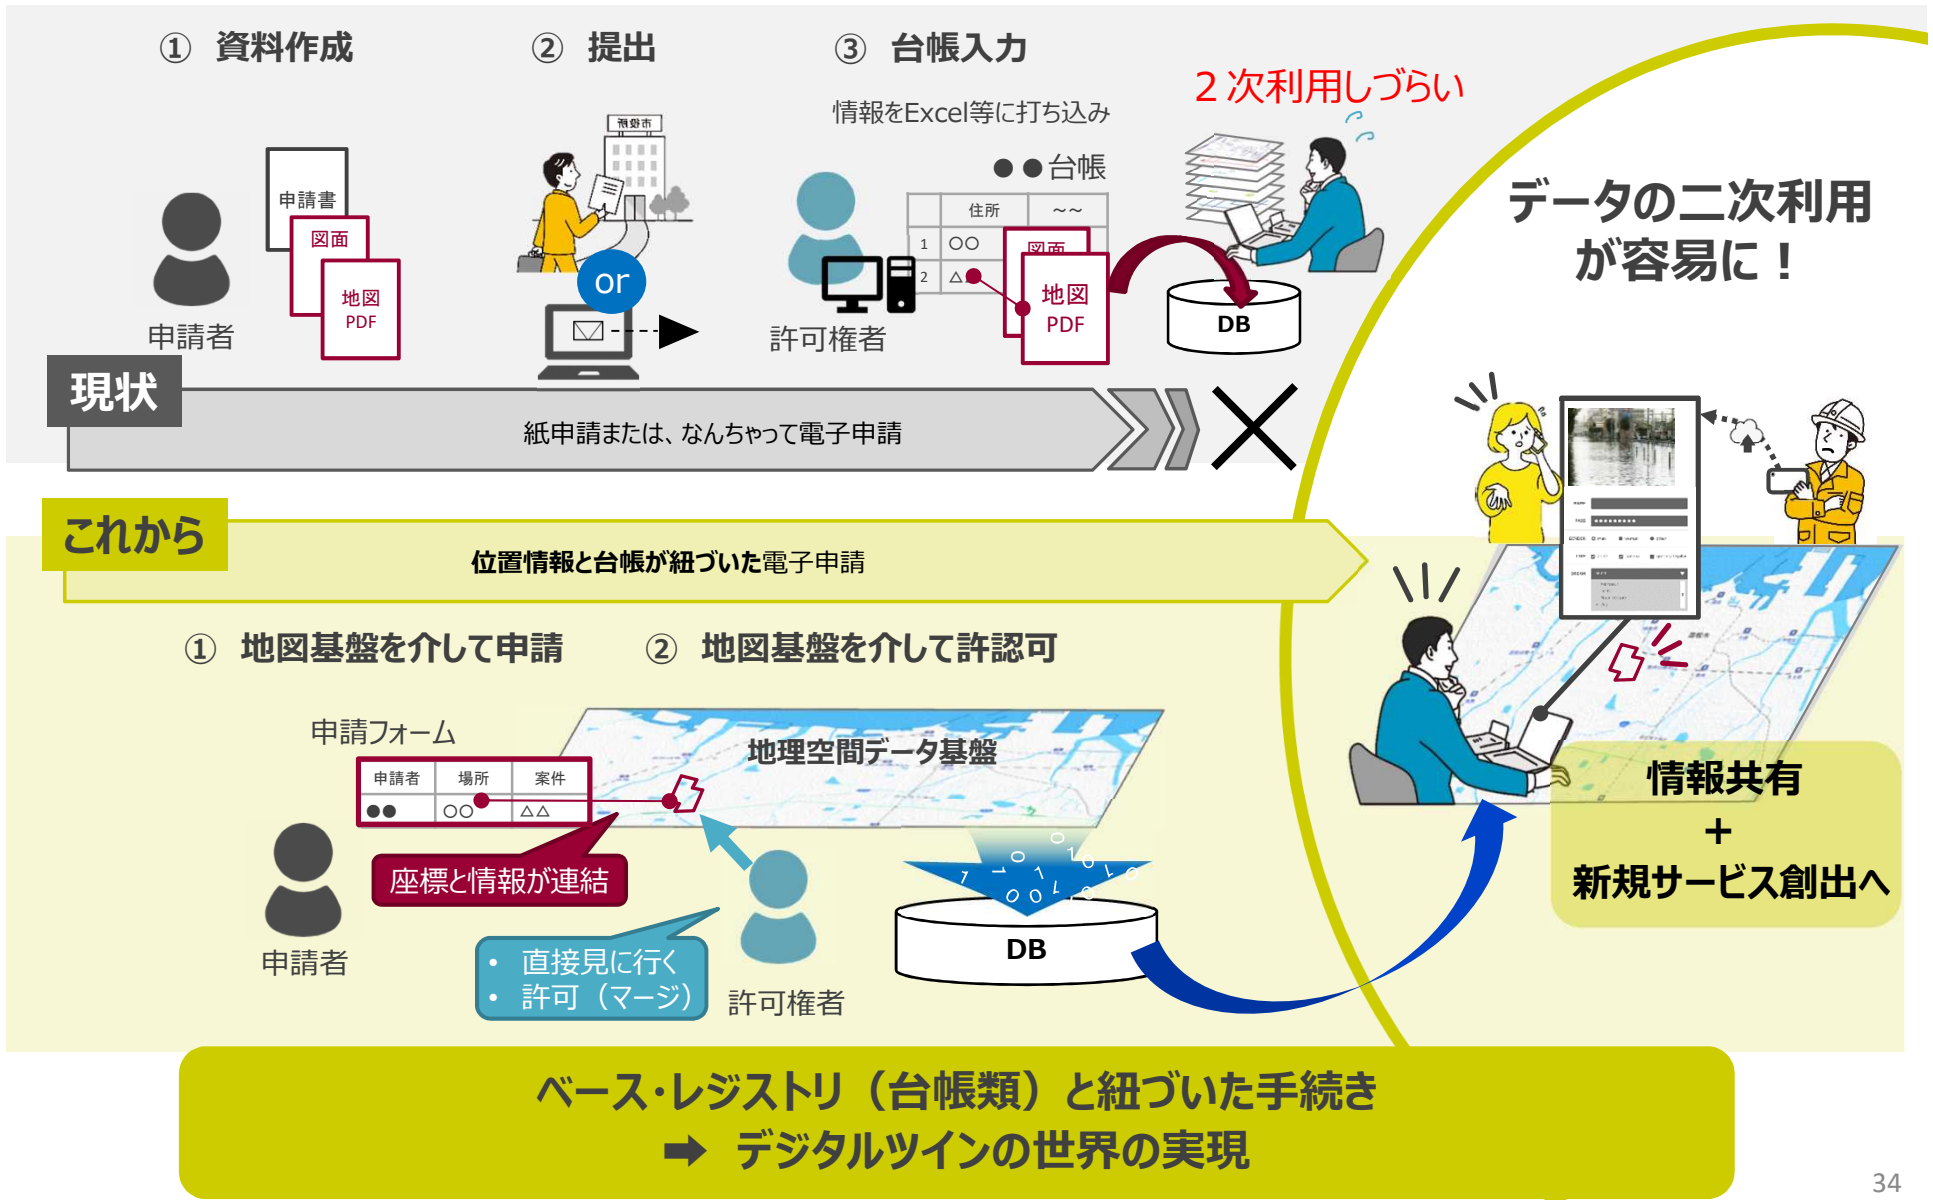 ① 資料作成
② 提出
③ 台帳入力
情報をExcel等に打ち込み
２次利用しづらい
市役所
申請書
図面
地図
PDF
申請者
or
●●台帳
住所
~~
1
〇〇
2
△
図面
地図
PDF
許可権者
DB
データの二次利用
が容易に！
現状
紙申請または、なんちゃって電子申請
これから
位置情報と台帳が紐づいた電子申請
① 地図基盤を介して申請
② 地図基盤を介して許認可
申請フォーム
申請者
場所
案件
●●
〇〇
△△
地理空間データ基盤
座標と情報が連結
申請者
• 直接見に行く
• 許可（マージ）
許可権者
DB
NAME
PASS
GENDER
情報共有
+
新規サービス創出へ
ベース・レジストリ（台帳類）と紐づいた手続き
➡ デジタルツインの世界の実現
34